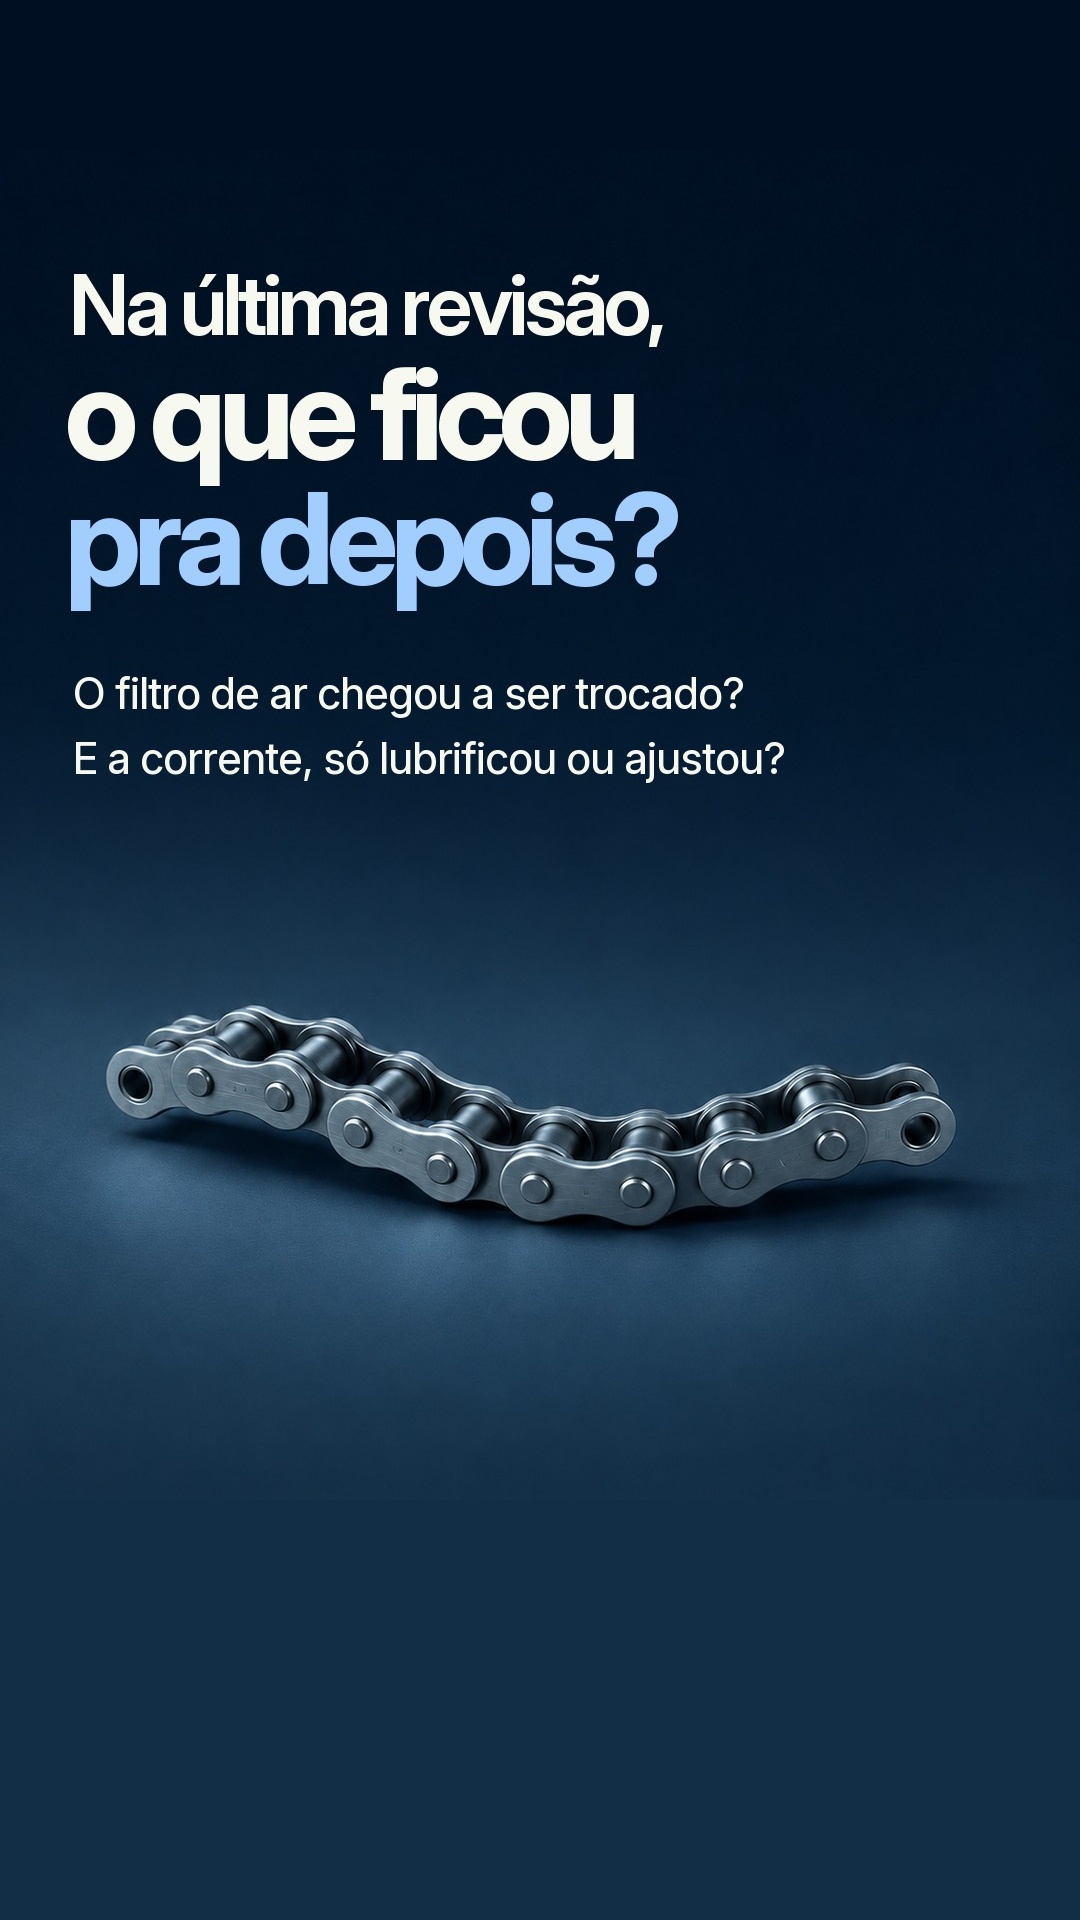 Na última revisão,
o que ficou
pra depois?
O filtro de ar chegou a ser trocado?
E a corrente, só lubrificou ou ajustou?